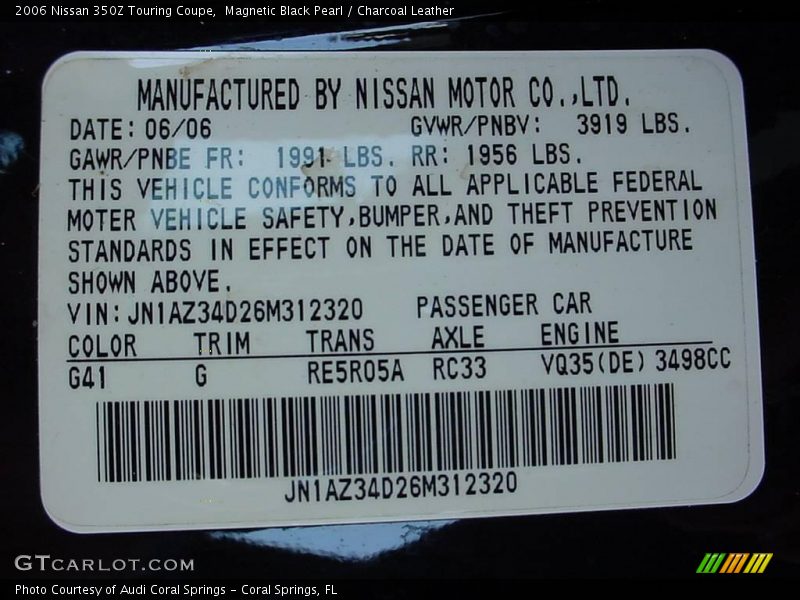 2006 Nissan 350Z Touring Coupe,  Magnetic Black Pearl / Charcoal Leather
MANUFACTURED BY NISSAN MOTOR CO.,LTD.
DATE: 06/06 GVWR/PNBV: 3919 LBS.
GAWR/PNBE FR: 1991 LBS. RR: 1956 LBS.
THIS VEHICLE CONFORMS TO ALL APPLICABLE FEDERAL
MOTER VEHICLE SAFETY,BUMPER,AND THEFT PREVENTION
STANDARDS IN EFFECT ON THE DATE OF MANUFACTURE
SHOWN ABOVE.
VIN:JN1AZ34D26M312320 PASSENGER CAR
COLOR TRIM TRANS AXLE ENGINE
G41 G RE5R05A RC33 VQ35(DE) 3498CC
JN1AZ34D26M312320
GTCARLOT.COM
Photo Courtesy of Audi Coral Springs – Coral Springs, FL